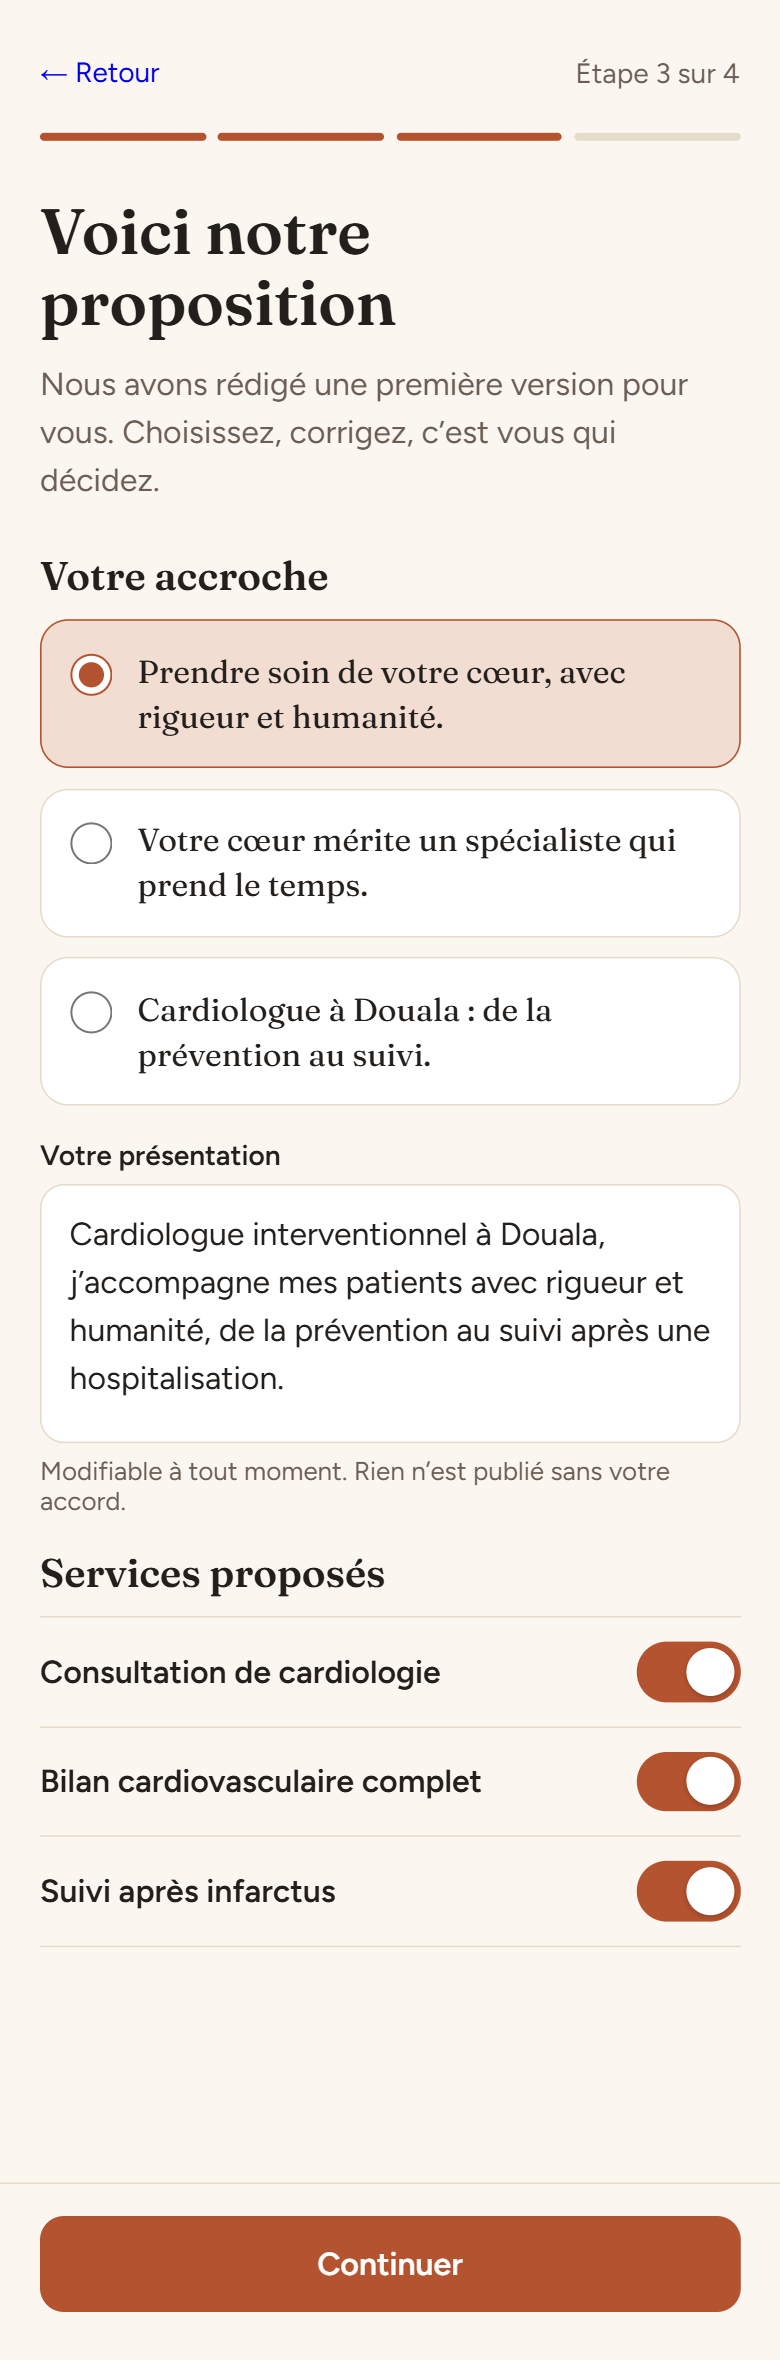 ← Retour
Étape 3 sur 4
Voici notre
proposition
Nous avons rédigé une première version pour
vous. Choisissez, corrigez, c’est vous qui
décidez.
Votre accroche
Prendre soin de votre cœur, avec
rigueur et humanité.
Votre cœur mérite un spécialiste qui
prend le temps.
Cardiologue à Douala : de la
prévention au suivi.
Votre présentation
Cardiologue interventionnel à Douala,
j’accompagne mes patients avec rigueur et
humanité, de la prévention au suivi après une
hospitalisation.
Modifiable à tout moment. Rien n’est publié sans votre
accord.
Services proposés
Consultation de cardiologie
Bilan cardiovasculaire complet
Suivi après infarctus
Continuer